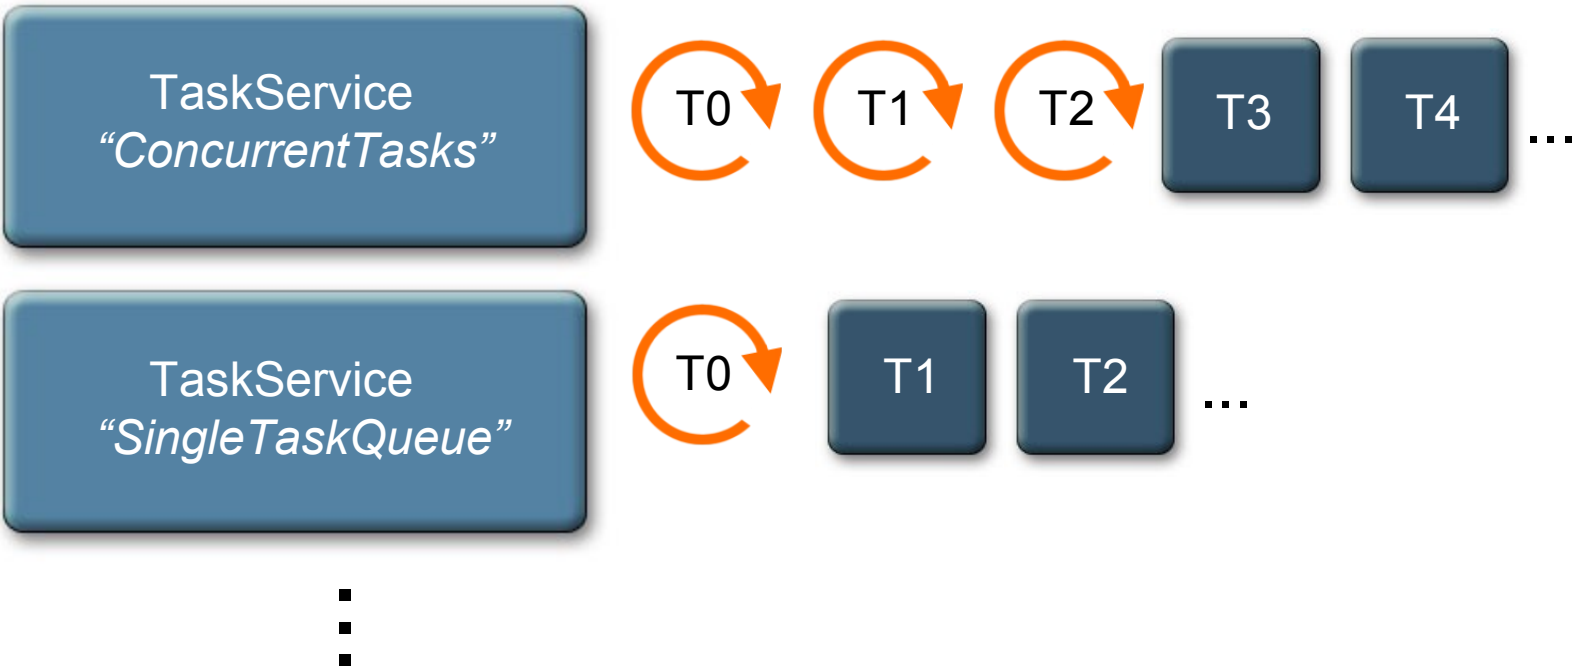 TaskService
“ConcurrentTasks”
T0 T1 T2 T3 T4 ...
TaskService
“SingleTaskQueue”
T0 T1 T2 ...